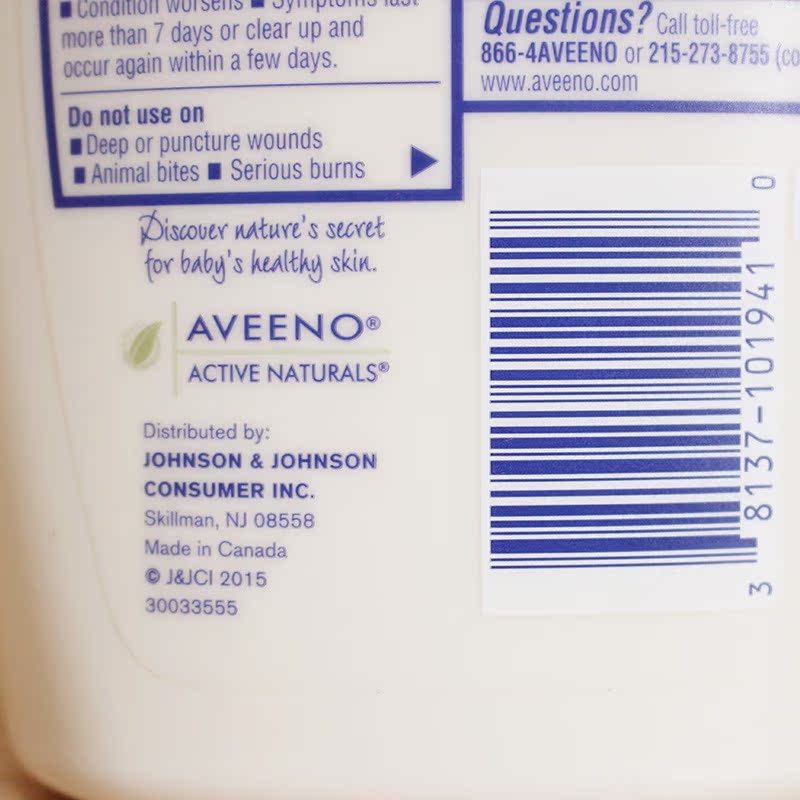 ■ Condition worsens ■ Symptoms last
more than 7 days or clear up and
occur again within a few days.
Do not use on
■ Deep or puncture wounds
■ Animal bites ■ Serious burns
Questions? Call toll-free
866-4AVEENO or 215-273-8755 (co
www.aveeno.com
Discover nature's secret
for baby's healthy skin.
AVEENO®
ACTIVE NATURALS®
Distributed by:
JOHNSON & JOHNSON
CONSUMER INC.
Skillman, NJ 08558
Made in Canada
© J&JCI 2015
30033555
3 8137-101941 0